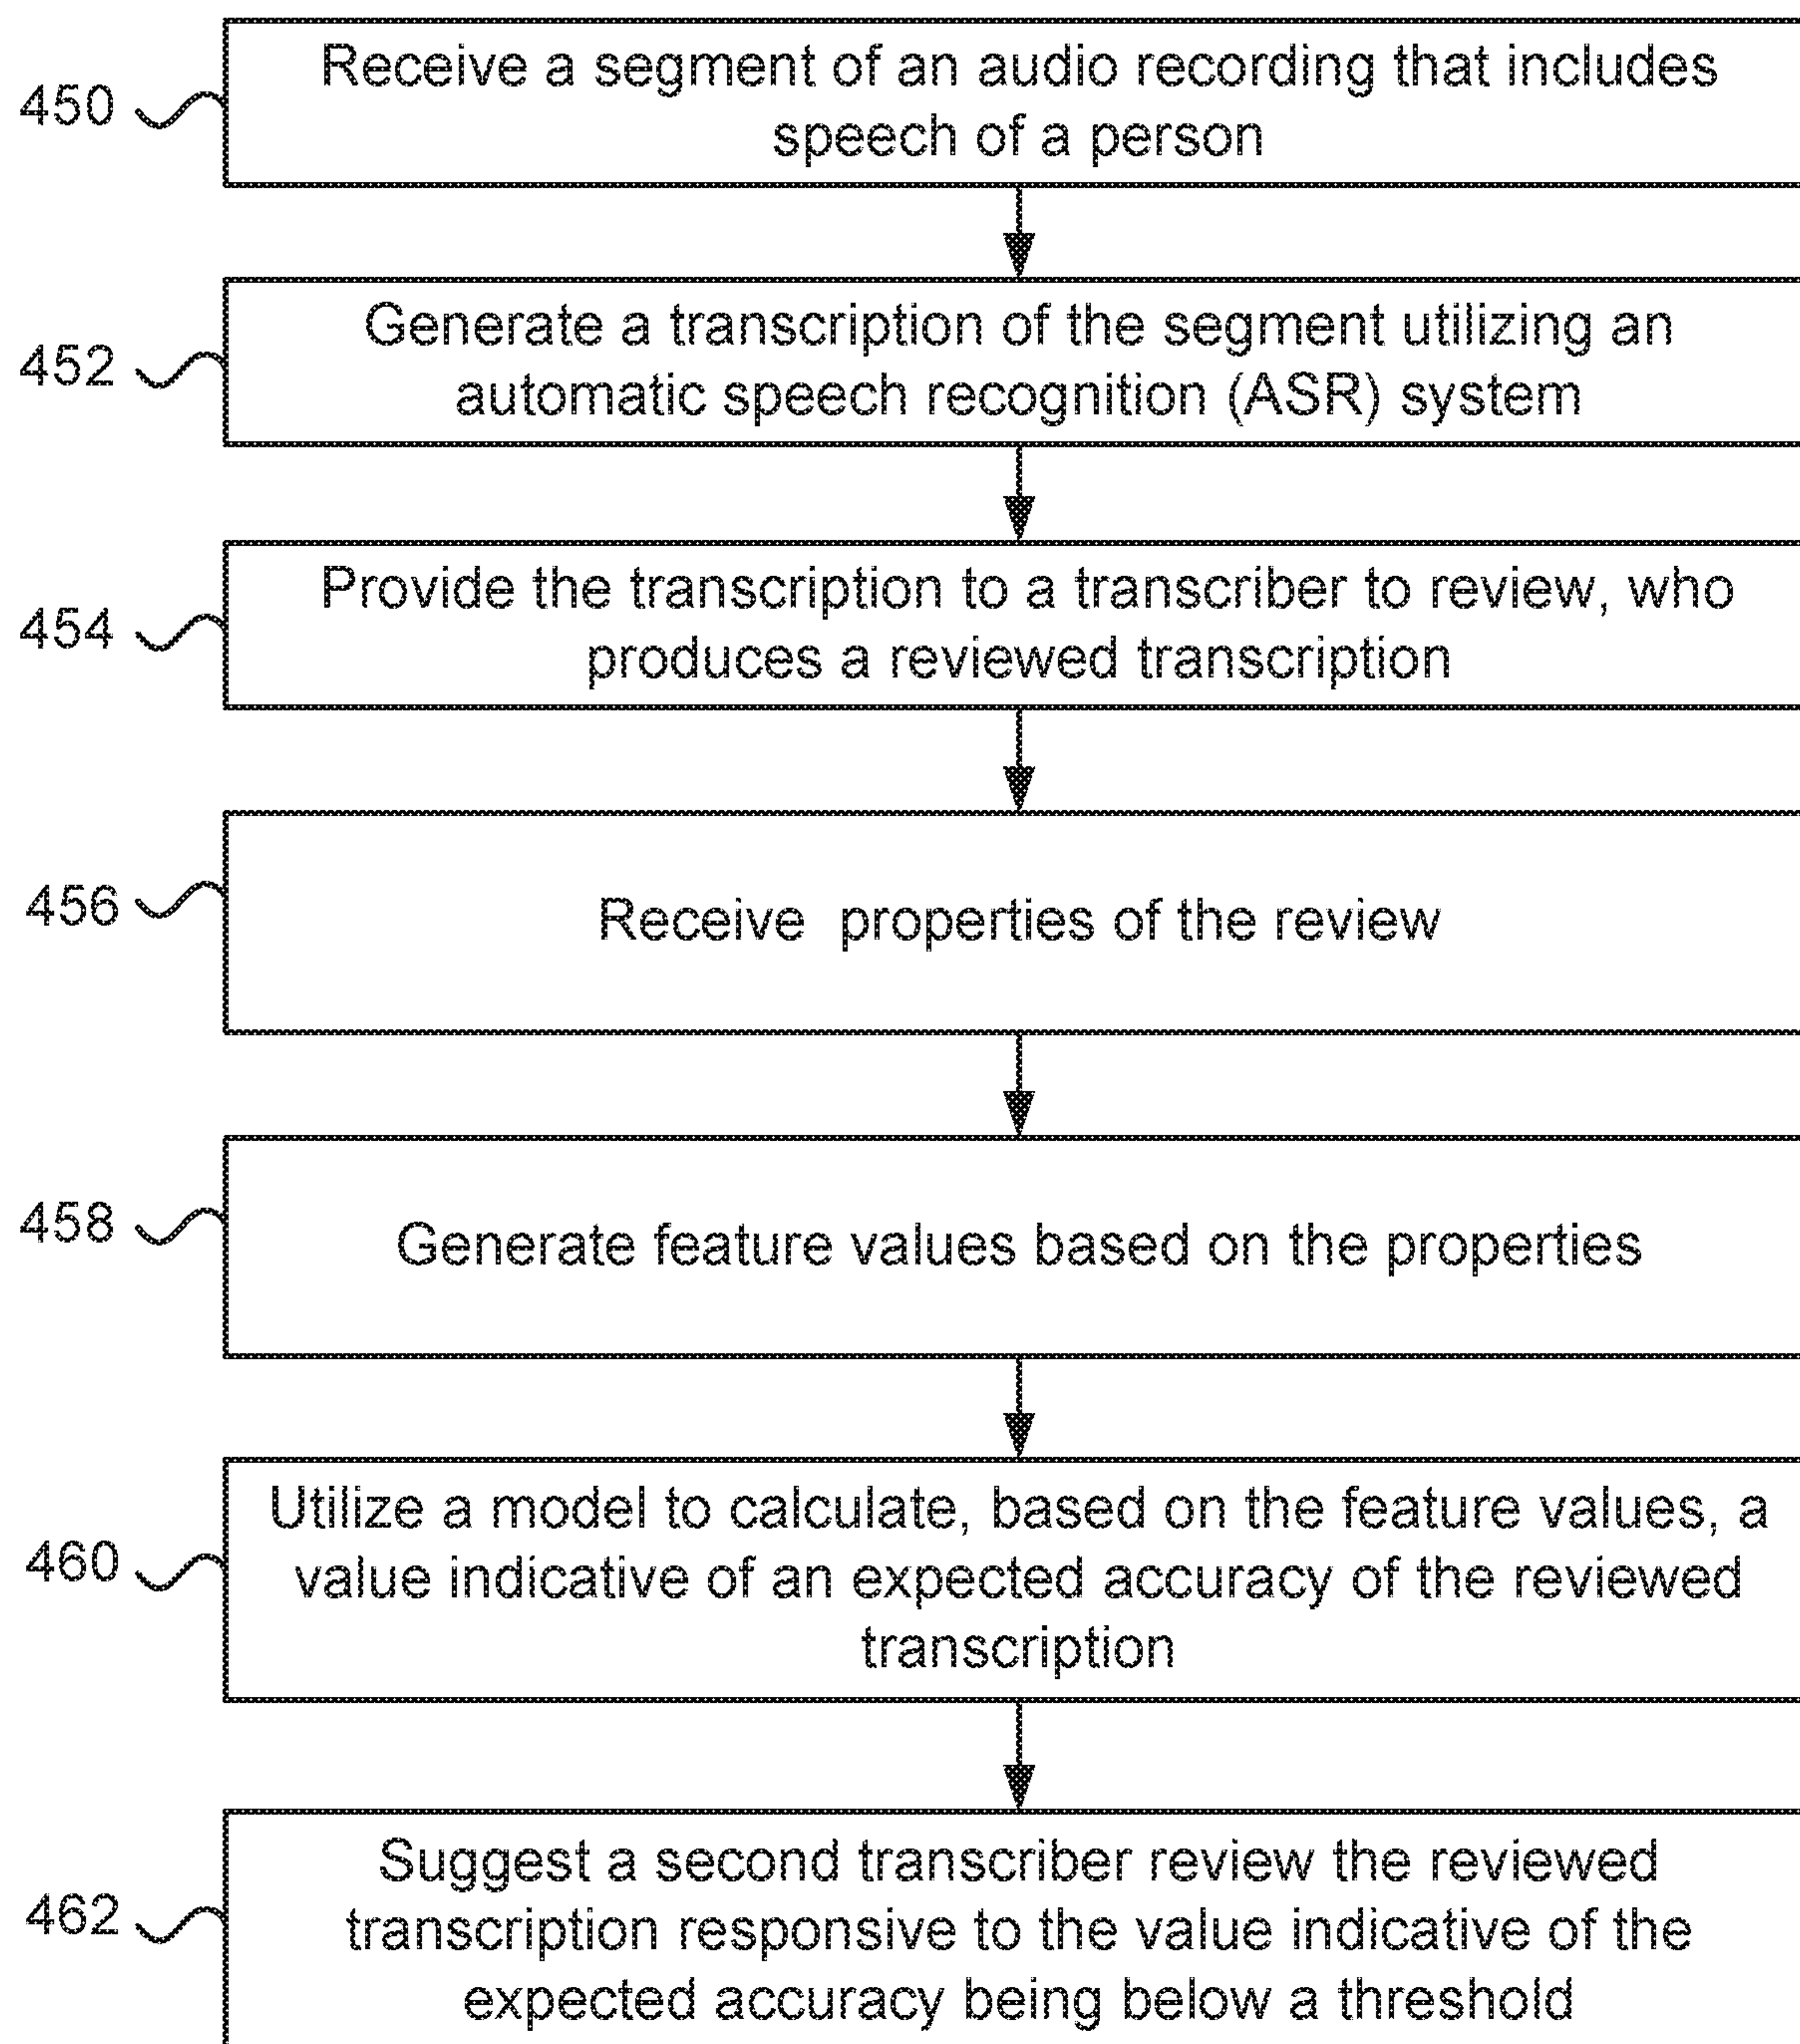 450
Receive a segment of an audio recording that includes
speech of a person
452
Generate a transcription of the segment utilizing an
automatic speech recognition (ASR) system
454
Provide the transcription to a transcriber to review, who
produces a reviewed transcription
456
Receive properties of the review
458
Generate feature values based on the properties
460
Utilize a model to calculate, based on the feature values, a
value indicative of an expected accuracy of the reviewed
transcription
462
Suggest a second transcriber review the reviewed
transcription responsive to the value indicative of the
expected accuracy being below a threshold